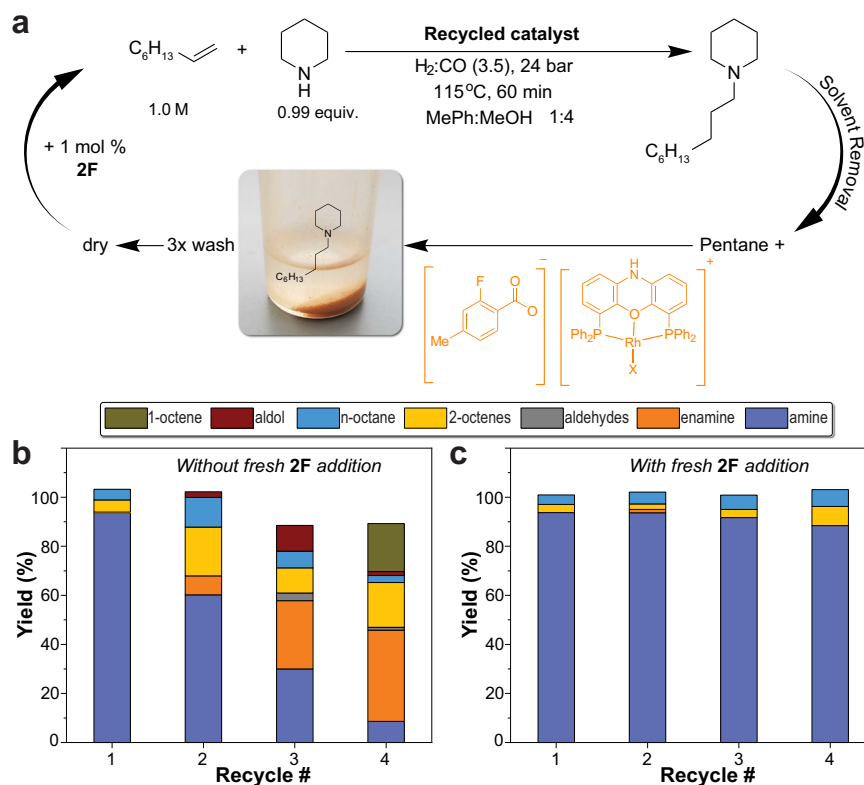 a
C6H13
+
N
H
1.0 M
0.99 equiv.
Recycled catalyst
H2:CO (3.5), 24 bar
115oC, 60 min
MePh:MeOH 1:4
N
C6H13
Solvent Removal
+ 1 mol %
2F
dry
3x wash
N
C6H13
Pentane +
F
O
O
Me
−
H
N
O
Ph2P
PPh2
Rh
X
+
1-octene
aldol
n-octane
2-octenes
aldehydes
enamine
amine
b
Without fresh 2F addition
Yield (%)
100
80
60
40
20
0
1 2 3 4
Recycle #
c
With fresh 2F addition
Yield (%)
100
80
60
40
20
0
1 2 3 4
Recycle #